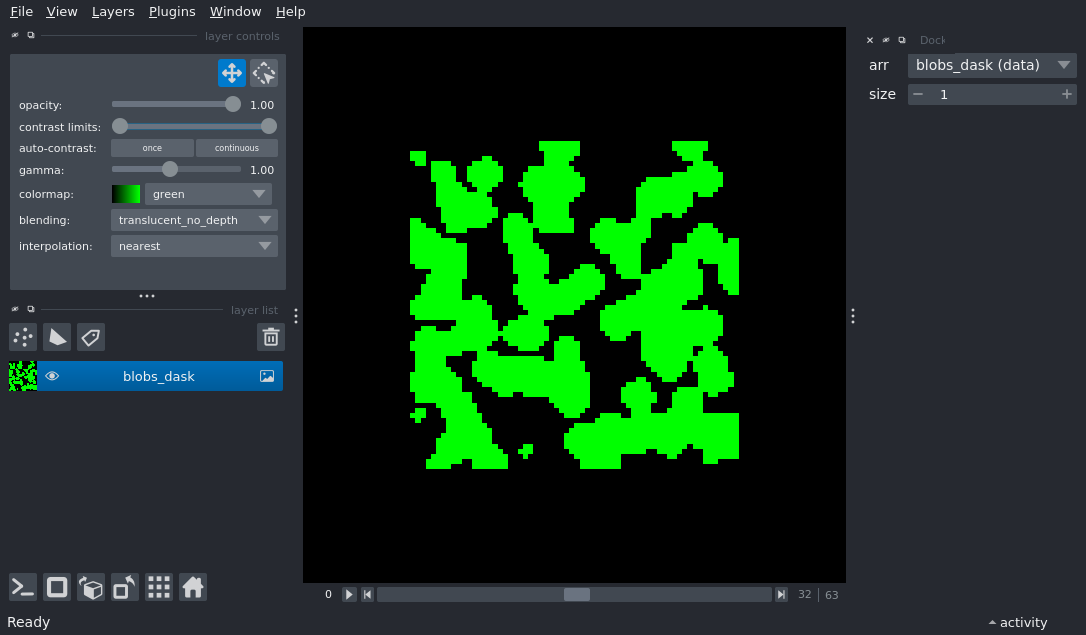 File View Layers Plugins Window Help
layer controls
opacity: 1.00
contrast limits:
auto-contrast: once continuous
gamma: 1.00
colormap: green
blending: translucent_no_depth
interpolation: nearest
layer list
blobs_dask
0 32 63
Ready
Dock
arr blobs_dask (data)
size 1
activity